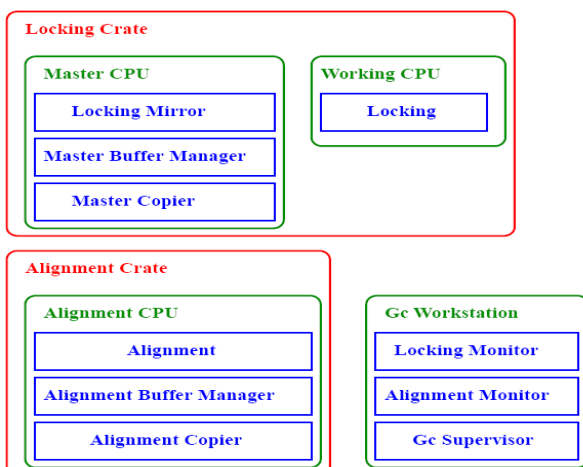 Locking Crate
Master CPU
Locking Mirror
Master Buffer Manager
Master Copier
Working CPU
Locking
Alignment Crate
Alignment CPU
Alignment
Alignment Buffer Manager
Alignment Copier
Gc Workstation
Locking Monitor
Alignment Monitor
Gc Supervisor